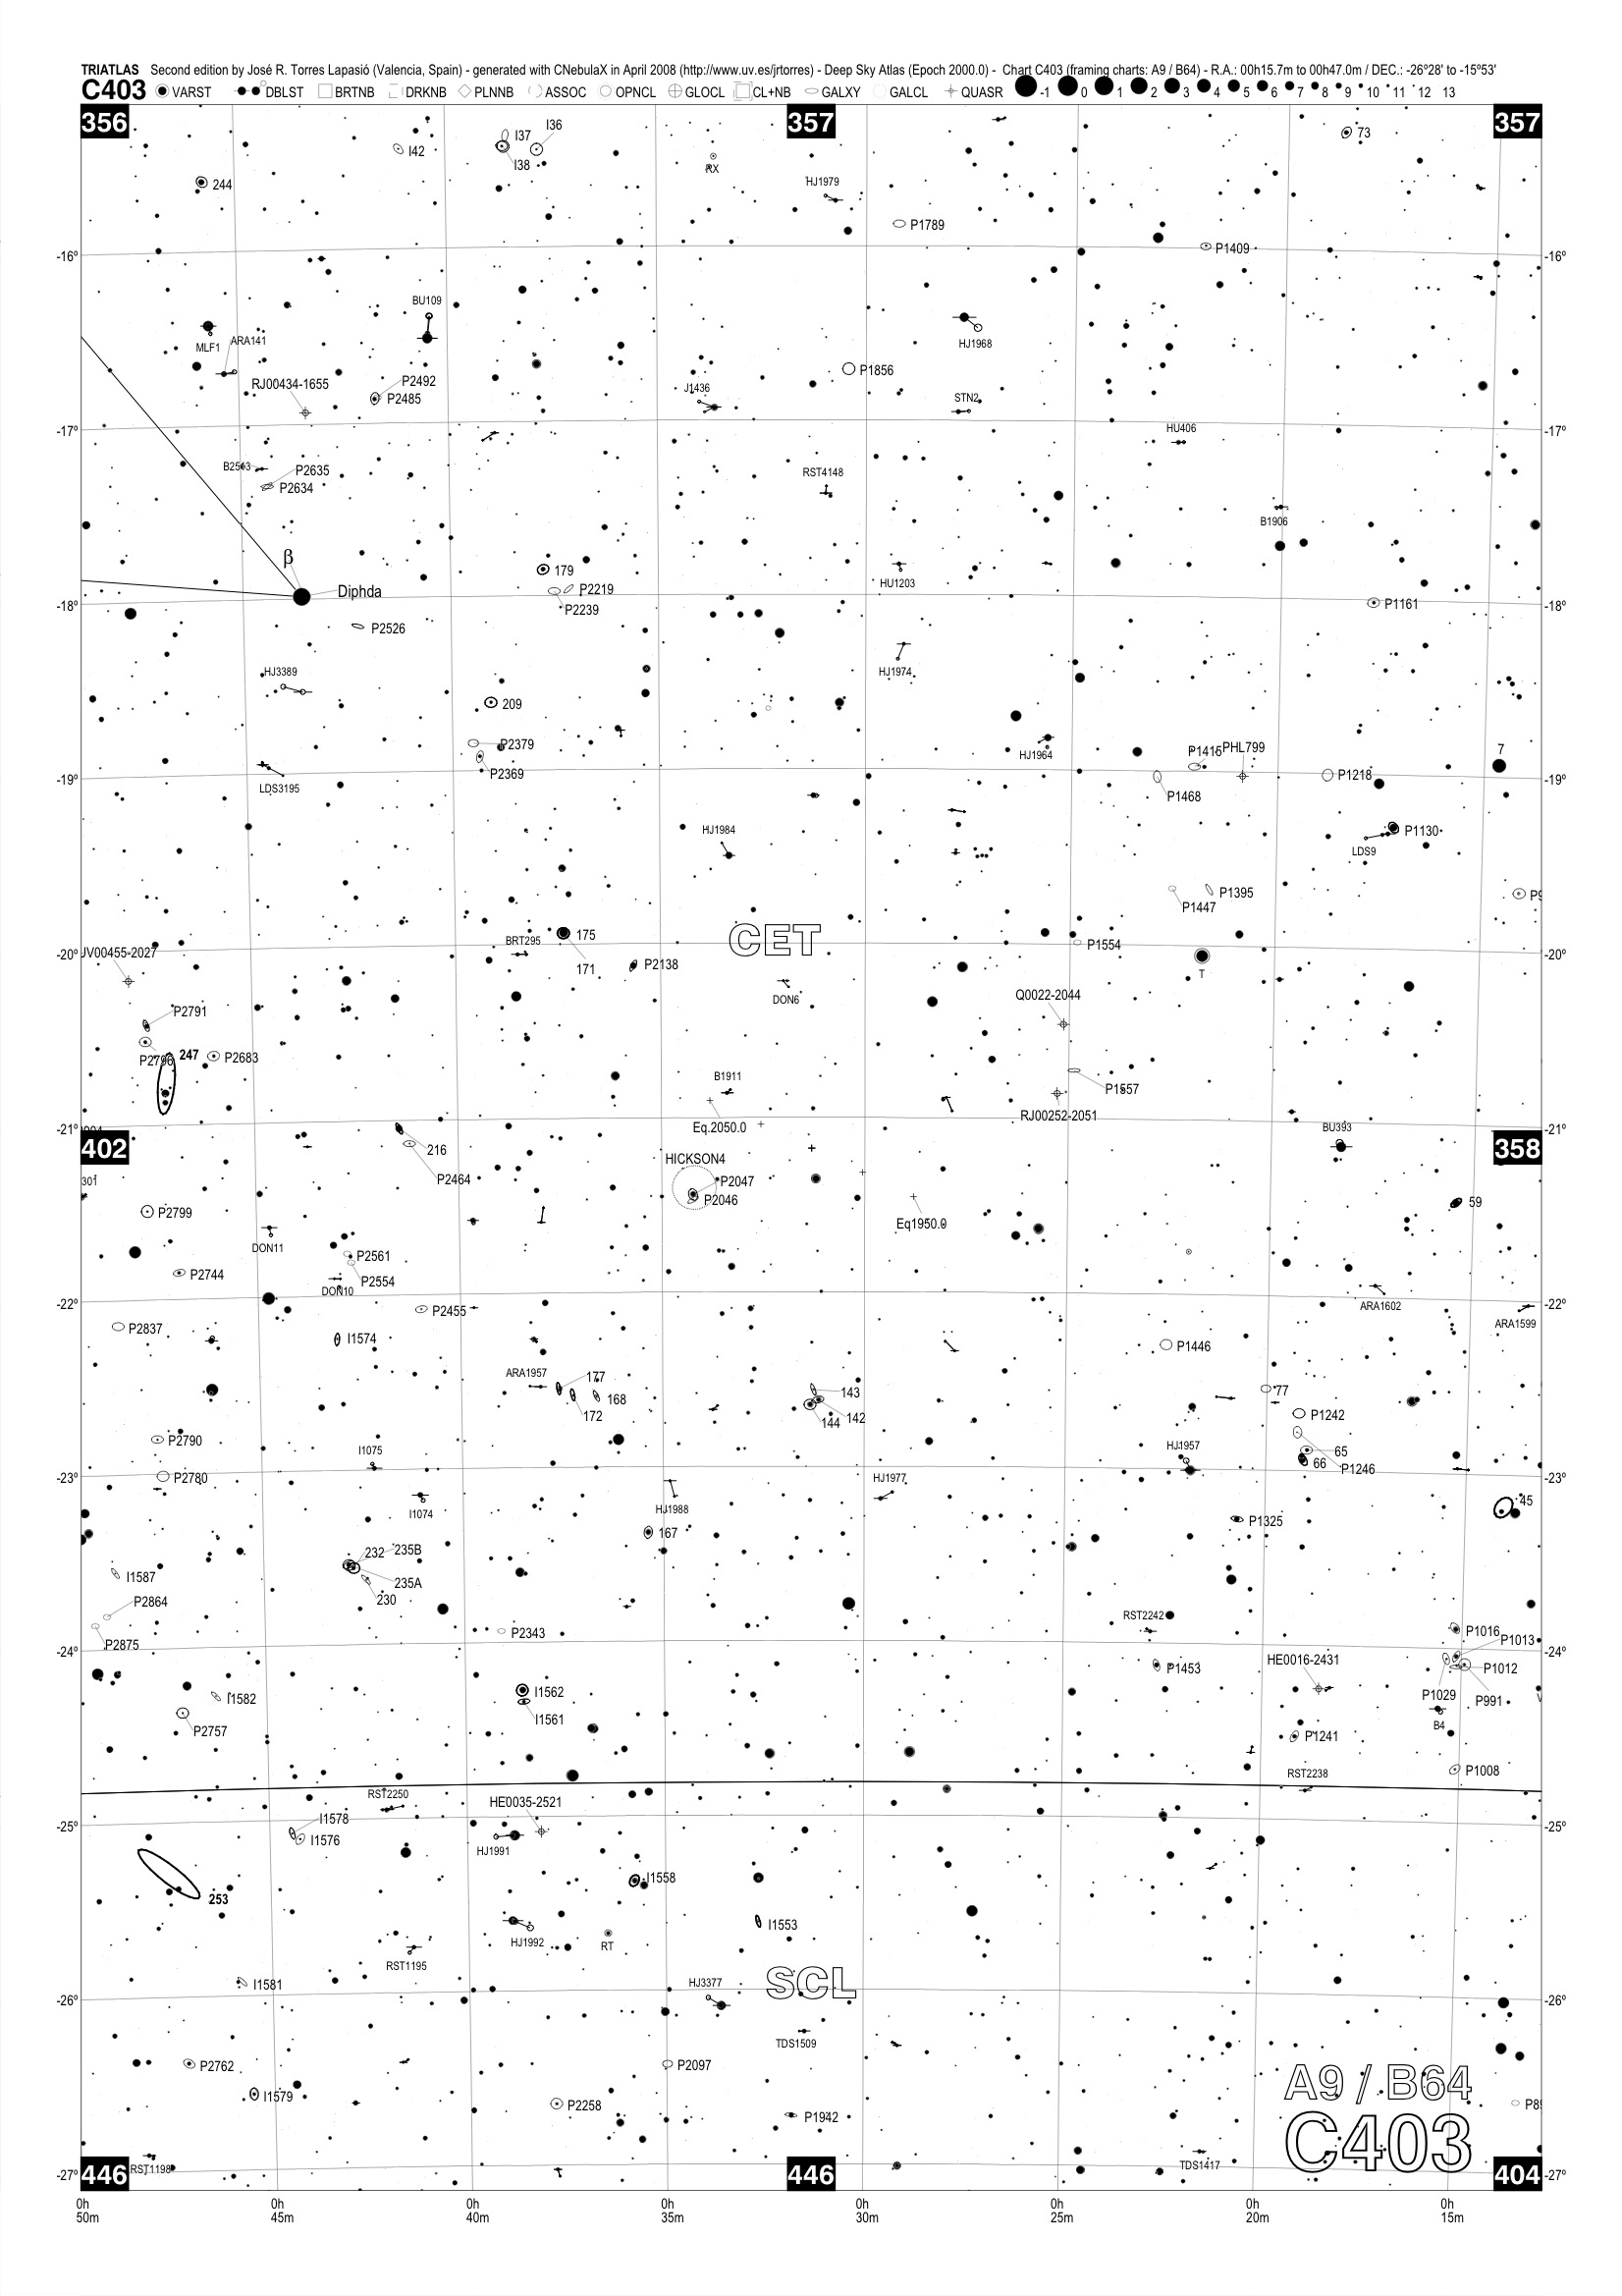 TRIATLAS Second edition by José R. Torres Lapasió (Valencia, Spain) - generated with CNebulaX in April 2008 (http://www.uv.es/jrtorres) - Deep Sky Atlas (Epoch 2000.0) - Chart C403 (framing charts: A9 / B64) - R.A.: 00h15.7m to 00h47.0m / DEC.: -26°28' to -15°53'
C403 VARST DBLST BRTNB DRKNB PLNNB ASSOC OPNCL GLOCL CL+NB GALXY GALCL QUASR -1 0 1 2 3 4 5 6 7 8 9 10 11 12 13
356 357 357
I37 I36 73
I42 I38
RX
244 HJ1979
P1789
P1409
-16° -16°
BU109
MLF1 ARA141 HJ1968
P1856
RJ00434-1655 P2492
P2485 J1436 STN2
-17° HU406 -17°
B2543 P2635 RST4148
P2634
B1906
β
179
Diphda P2219 HU1203
-18° P2239 P1161 -18°
P2526
HJ3389 HJ1974
209
P2379 HJ1964 P1415 PHL799 7
P2369 P1218
-19° LDS3195 P1468 -19°
HJ1984 P1130
LDS9
P1395
P1447
BRT295 175 CET P1554
-20° JV00455-2027 171 P2138 -20°
T
DON6 Q0022-2044
P2791
P2796 247 P2683
B1911 P1557
RJ00252-2051
Eq.2050.0
-21° BU393 -21°
402 216 358
HICKSON4
P2464 P2047
P2046 59
P2799 Eq1950.0
DON11
P2561
P2744 P2554
DON10
-22° P2455 ARA1602 -22°
P2837 I1574 ARA1599
P1446
ARA1957 177 143 77
168
172 144 142 P1242
P2790 I1075 HJ1957 65
66 P1246
-23° P2780 HJ1977 -23°
I1074 HJ1988 45
167 P1325
232 235B
I1587 235A
230
P2864
RST2242
P2875 P2343 P1016
P1013
-24° -24°
P1453 HE0016-2431 P1012
I1582 I1562 P1029 P991
P2757 I1561 B4
P1241
RST2238 P1008
RST2250 HE0035-2521
-25° I1578 -25°
I1576 HJ1991
I1558
253
I1553
HJ1992 RT
RST1195
I1581 HJ3377 SCL
-26° -26°
TDS1509
P2762 P2097
I1579 P2258 A9 / B64
P1942 C403
RST1198 TDS1417
-27° 446 446 404 -27°
0h 0h 0h 0h 0h 0h 0h 0h
50m 45m 40m 35m 30m 25m 20m 15m